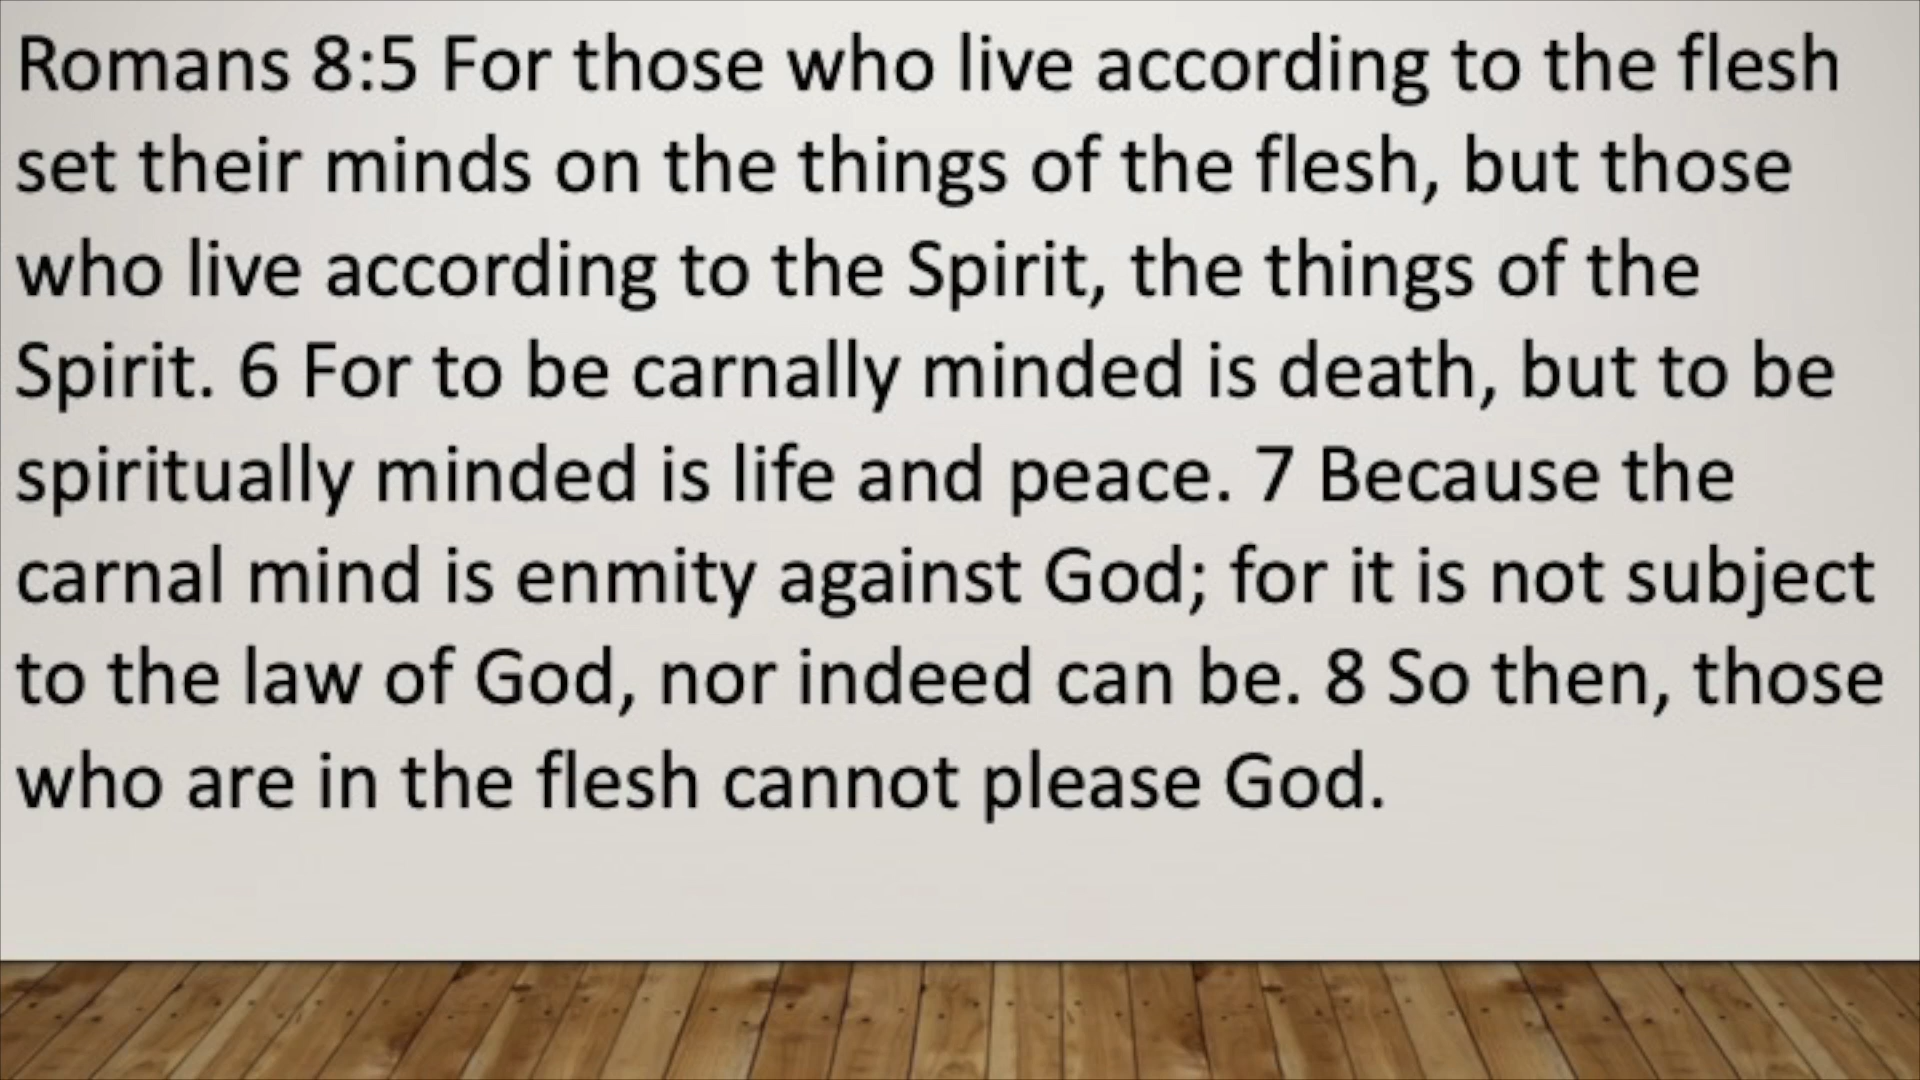 Romans 8:5 For those who live according to the flesh
set their minds on the things of the flesh, but those
who live according to the Spirit, the things of the
Spirit. 6 For to be carnally minded is death, but to be
spiritually minded is life and peace. 7 Because the
carnal mind is enmity against God; for it is not subject
to the law of God, nor indeed can be. 8 So then, those
who are in the flesh cannot please God.